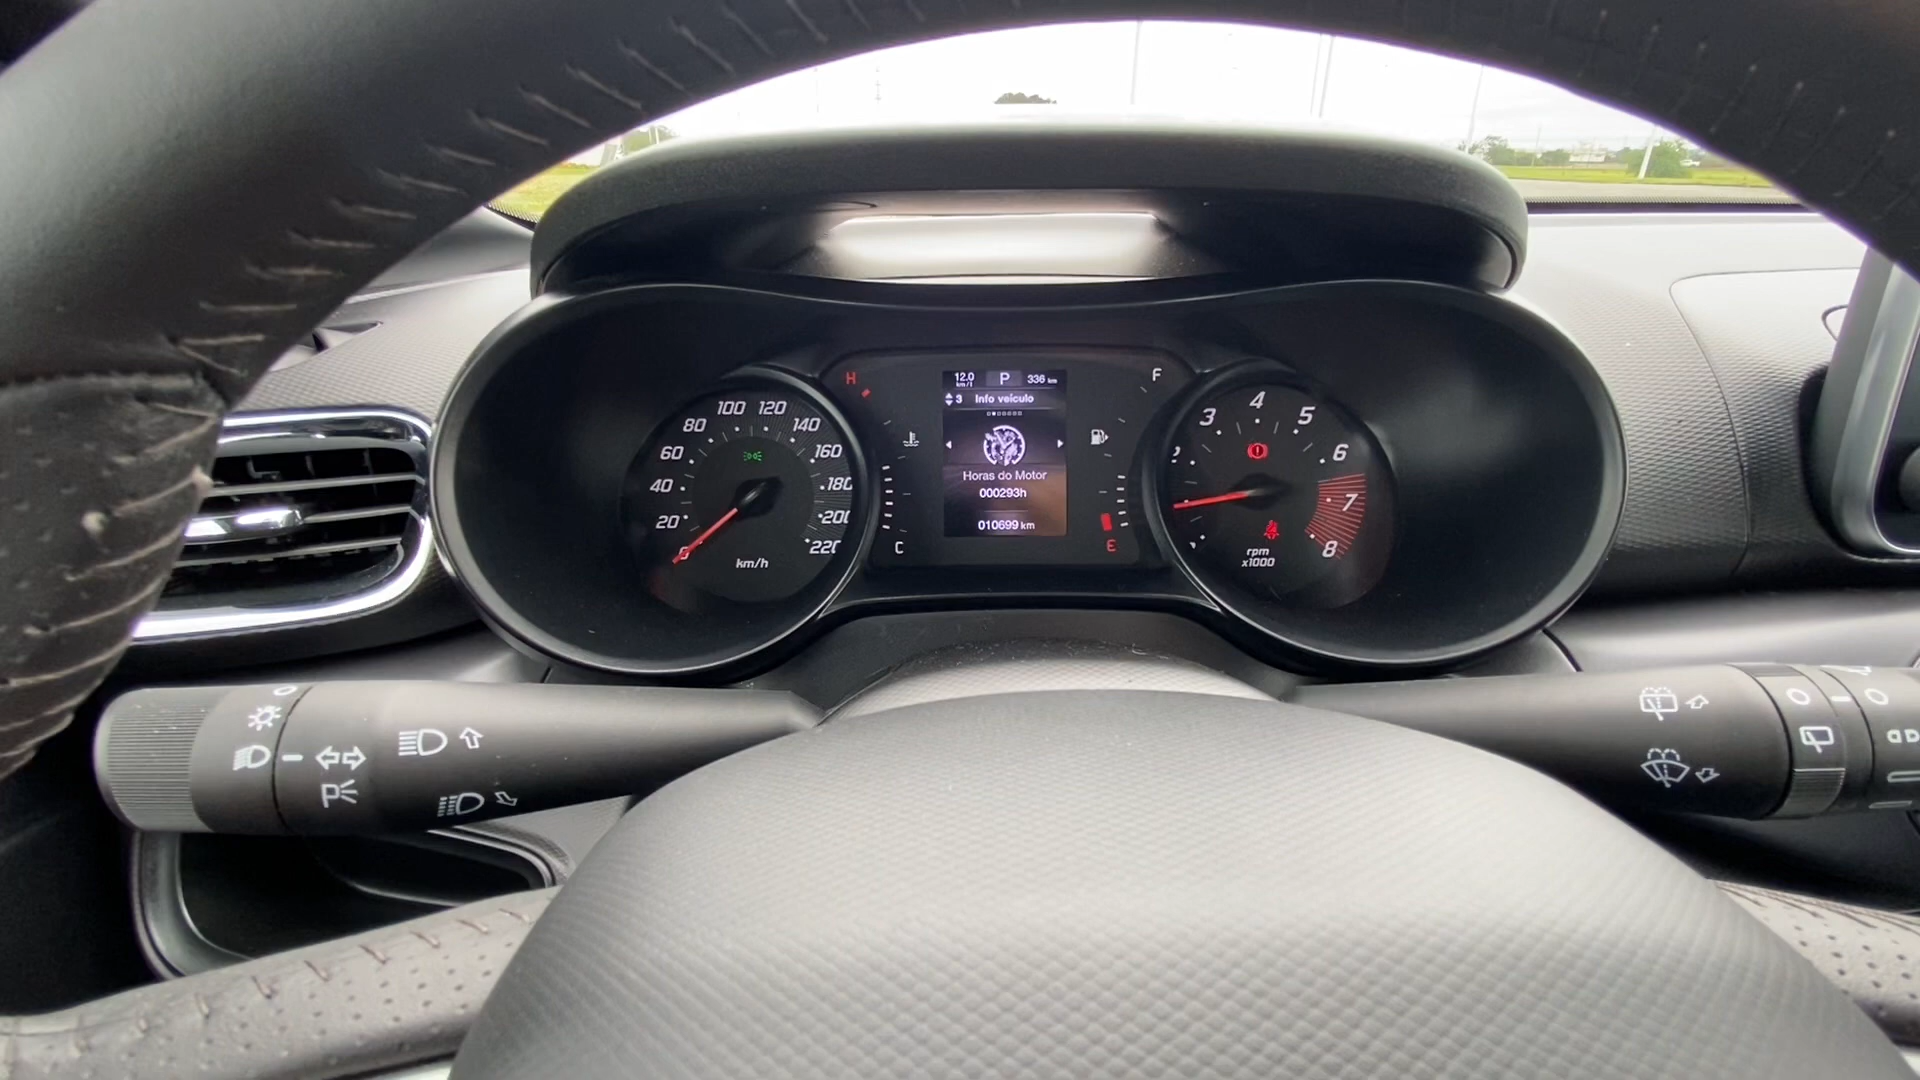 12.0 P 336 km
km/l
3 Info veículo
Horas do Motor
000293h
010699 km
H
C
F
E
0
20
40
60
80
100
120
140
160
180
200
220
km/h
3
4
5
6
7
8
rpm
x1000
P